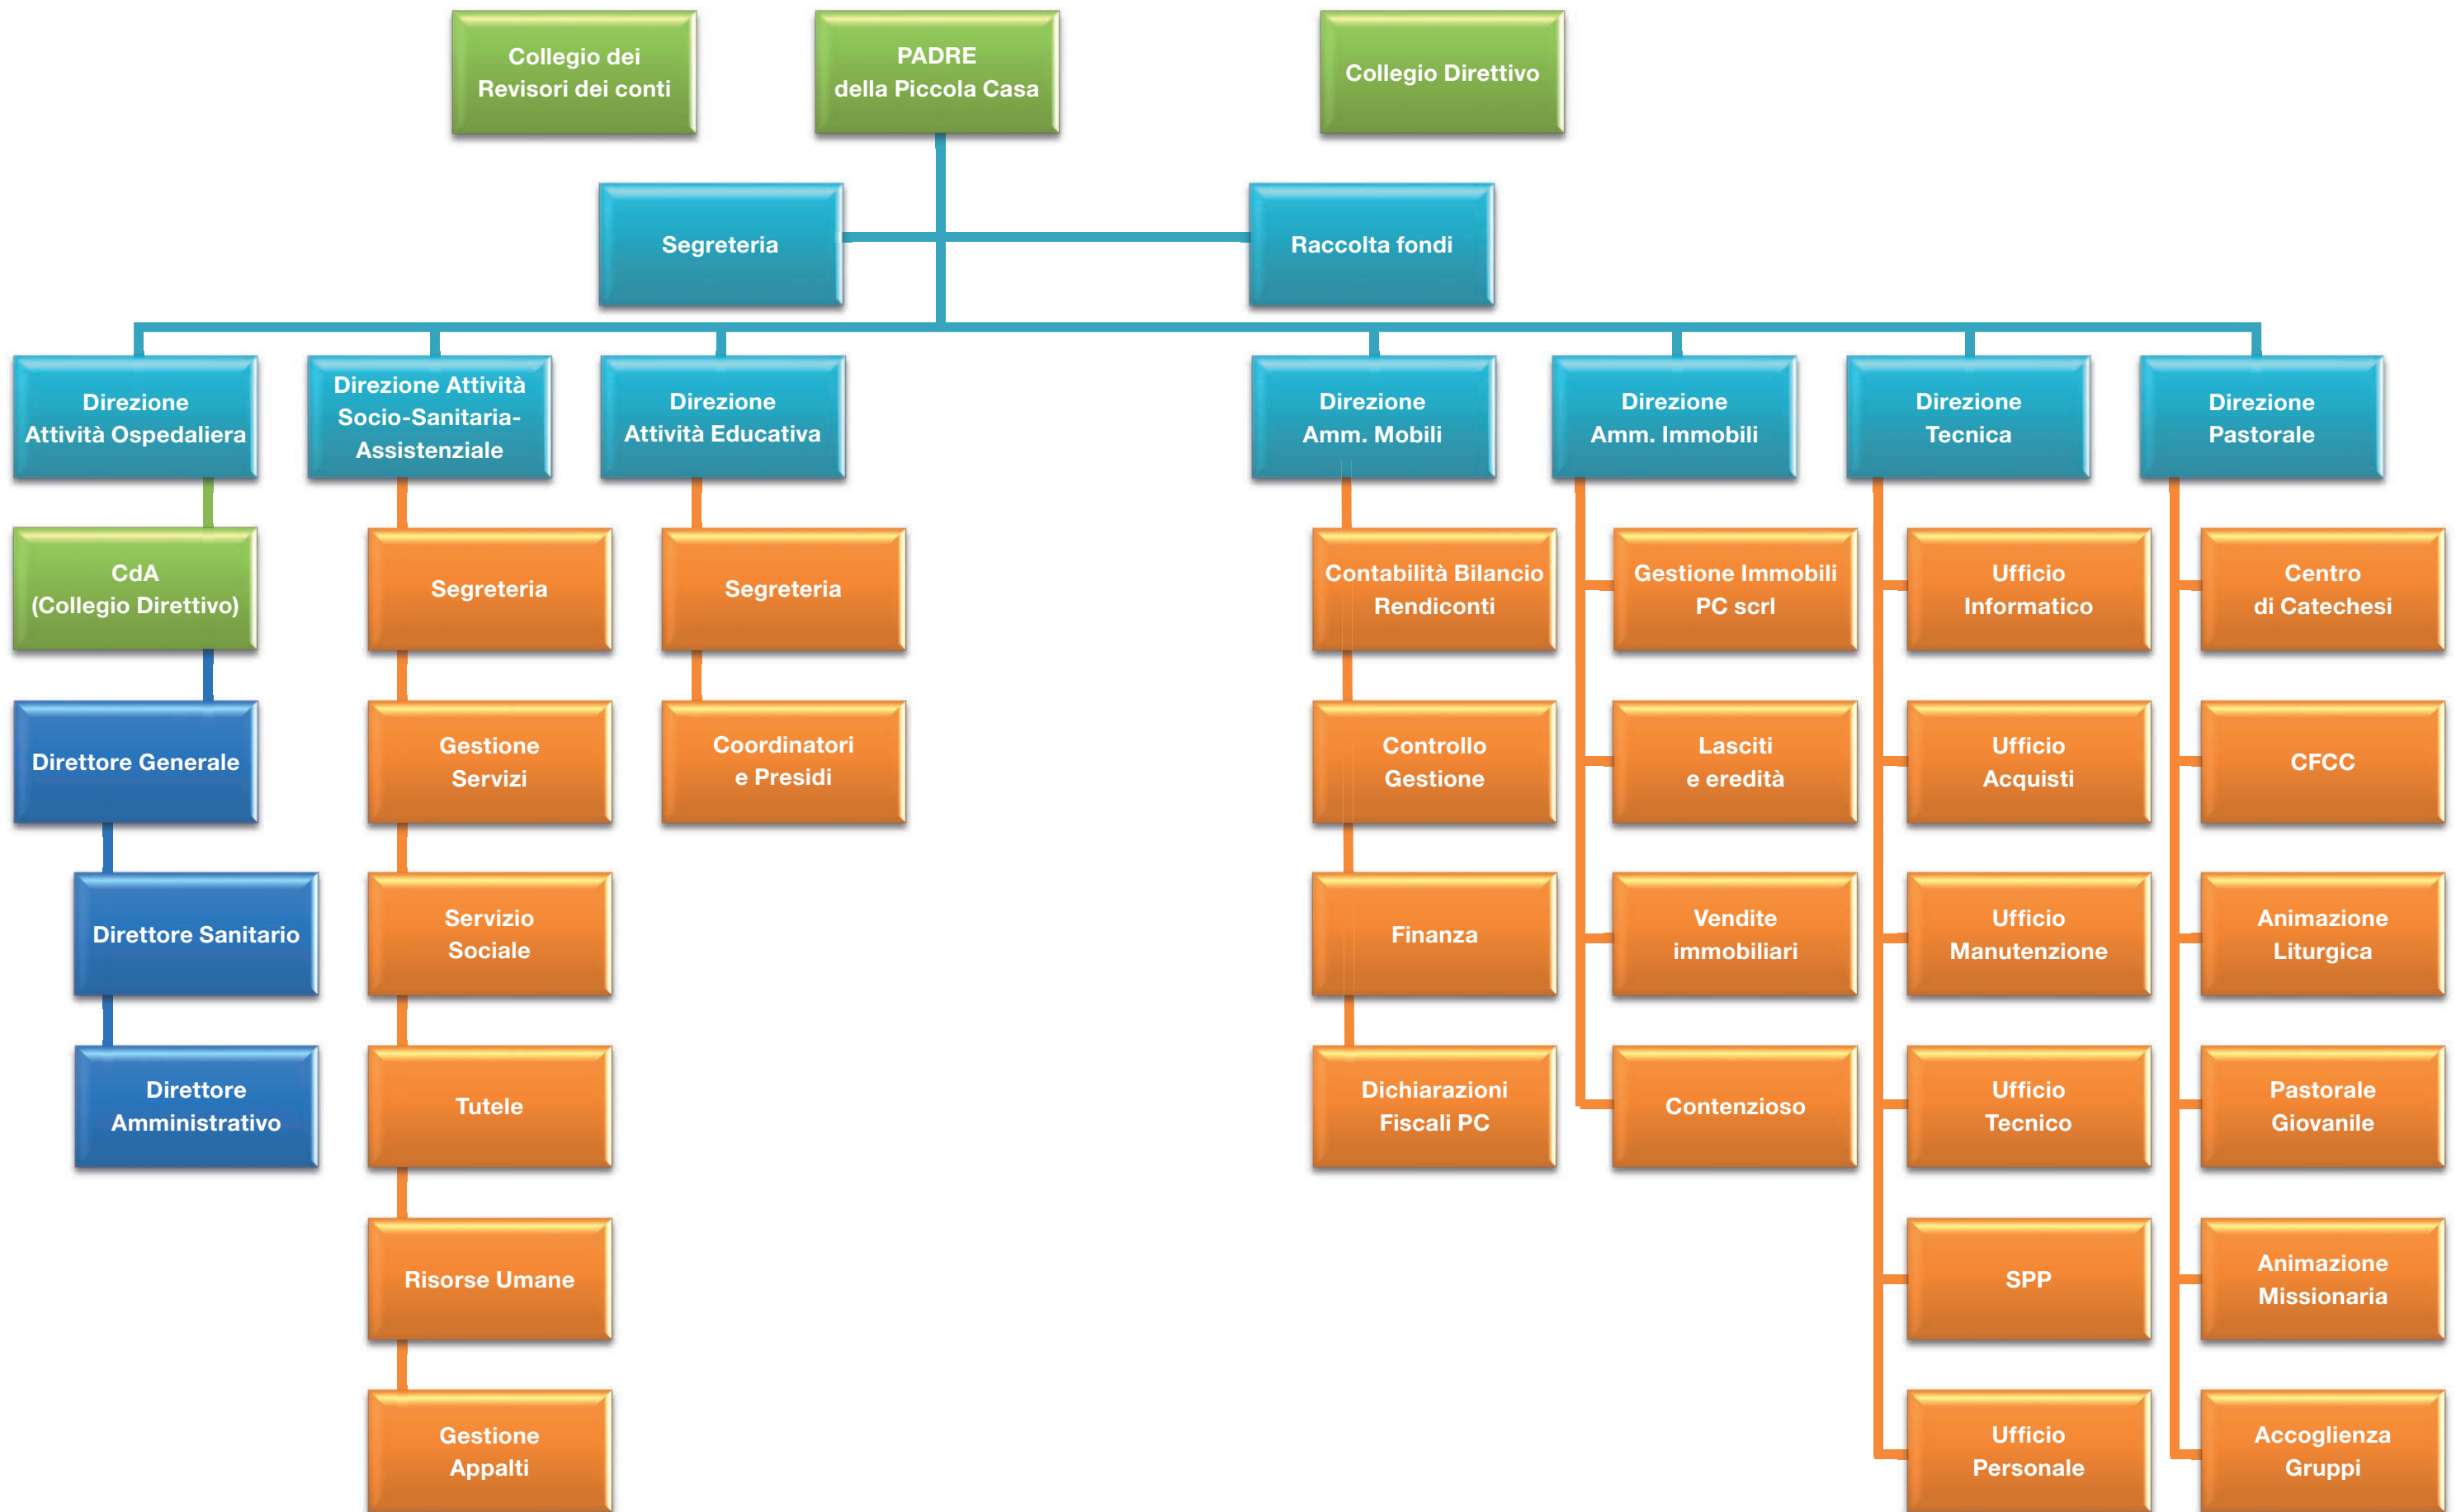 Collegio dei
Revisori dei conti
PADRE
della Piccola Casa
Collegio Direttivo
Segreteria
Raccolta fondi
Direzione
Attività Ospedaliera
Direzione Attività
Socio-Sanitaria-
Assistenziale
Direzione
Attività Educativa
Direzione
Amm. Mobili
Direzione
Amm. Immobili
Direzione
Tecnica
Direzione
Pastorale
CdA
(Collegio Direttivo)
Segreteria
Segreteria
Contabilità Bilancio
Rendiconti
Gestione Immobili
PC scrl
Ufficio
Informatico
Centro
di Catechesi
Direttore Generale
Gestione
Servizi
Coordinatori
e Presidi
Controllo
Gestione
Lasciti
e eredità
Ufficio
Acquisti
CFCC
Direttore Sanitario
Servizio
Sociale
Finanza
Vendite
immobiliari
Ufficio
Manutenzione
Animazione
Liturgica
Direttore
Amministrativo
Tutele
Dichiarazioni
Fiscali PC
Contenzioso
Ufficio
Tecnico
Pastorale
Giovanile
Risorse Umane
SPP
Animazione
Missionaria
Gestione
Appalti
Ufficio
Personale
Accoglienza
Gruppi